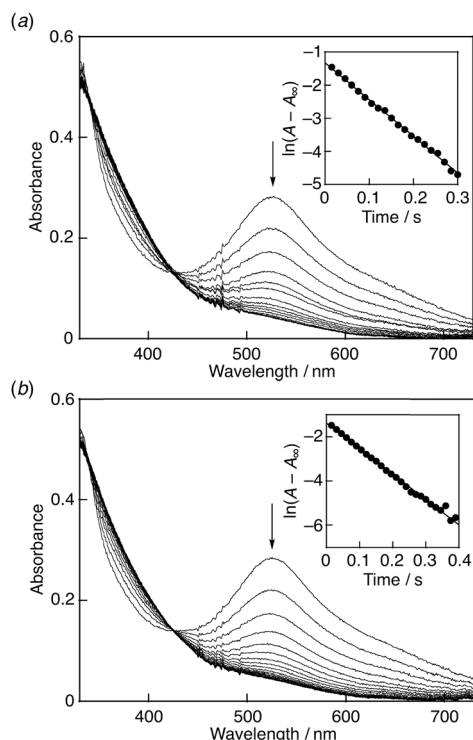 (a)
0.6
0.4
0.2
0
Absorbance
400 500 600 700
Wavelength / nm
−1
−2
−3
−4
−5
ln(A − A∞)
0 0.1 0.2 0.3
Time / s
(b)
0.6
0.4
0.2
0
Absorbance
400 500 600 700
Wavelength / nm
−2
−4
−6
ln(A − A∞)
0 0.1 0.2 0.3 0.4
Time / s